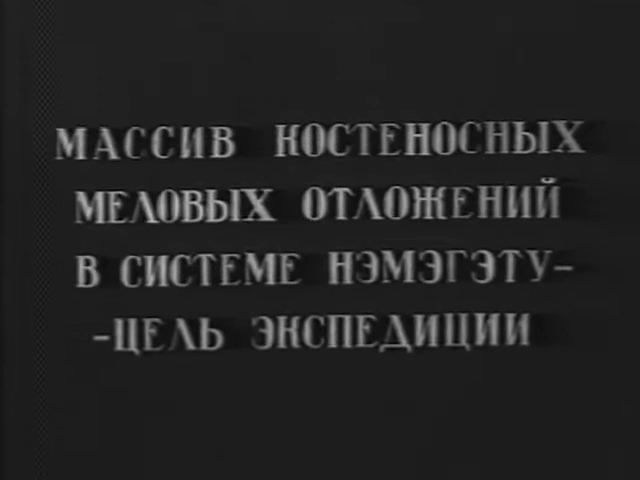 МАССИВ КОСТЕНОСНЫХ
МЕЛОВЫХ ОТЛОЖЕНИЙ
В СИСТЕМЕ НЭМЭГЭТУ-
-ЦЕЛЬ ЭКСПЕДИЦИИ